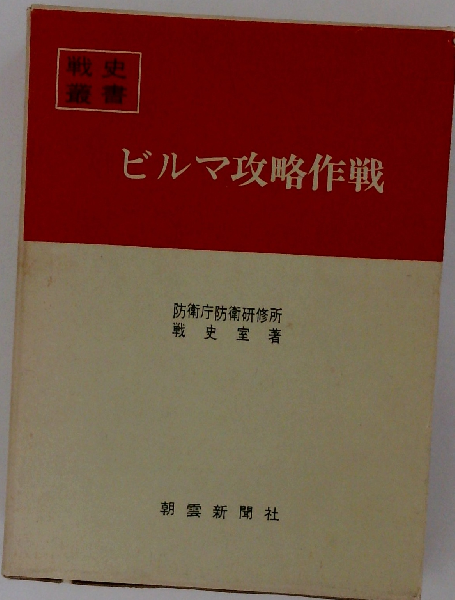 戦史
叢書
ビルマ攻略作戦
防衛庁防衛研修所
戦史室著
朝雲新聞社